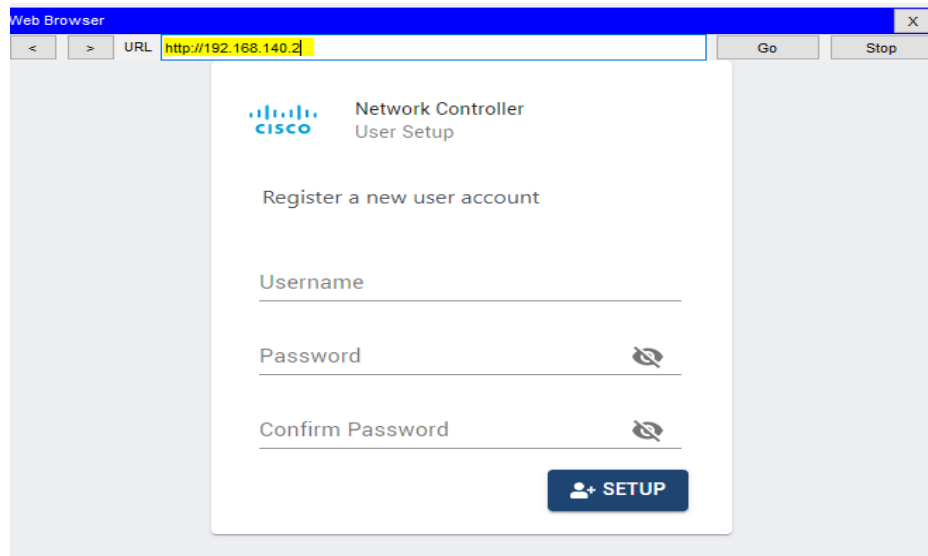 Web Browser X
< > URL http://192.168.140.2 Go Stop
CISCO
Network Controller
User Setup
Register a new user account
Username
Password
Confirm Password
SETUP